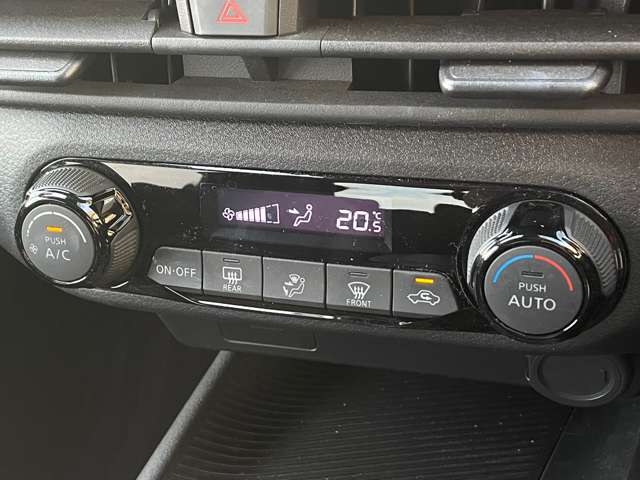 20.5 °C
PUSH
A/C
ON·OFF
REAR
FRONT
PUSH
AUTO